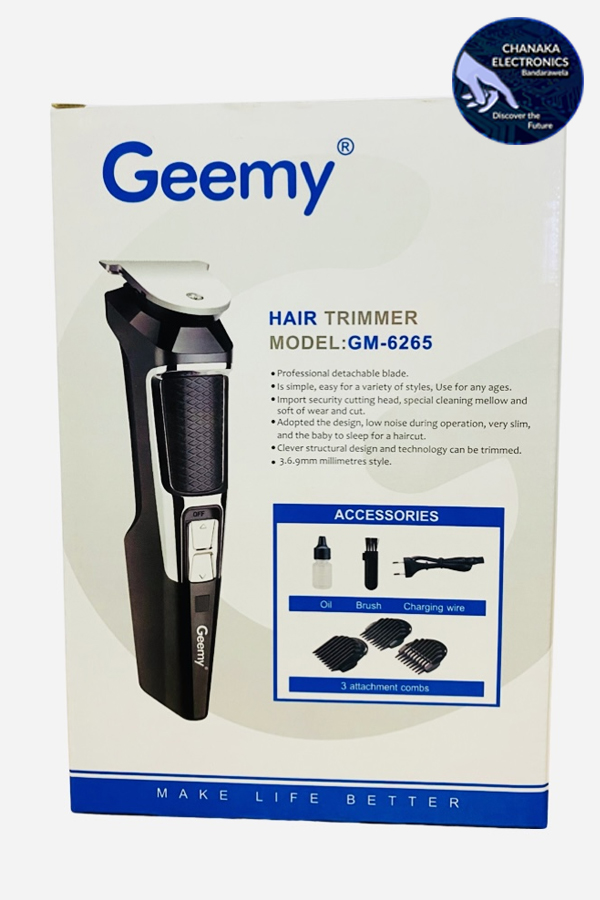 CHANAKA
ELECTRONICS
Bandarawela
Discover the
Future
Geemy®
HAIR TRIMMER
MODEL:GM-6265
• Professional detachable blade.
• Is simple, easy for a variety of styles, Use for any ages.
• Import security cutting head, special cleaning mellow and
soft of wear and cut.
• Adopted the design, low noise during operation, very slim,
and the baby to sleep for a haircut.
• Clever structural design and technology can be trimmed.
• 3.6.9mm millimetres style.
OFF
Geemy®
ACCESSORIES
Oil Brush Charging wire
3 attachment combs
MAKE LIFE BETTER